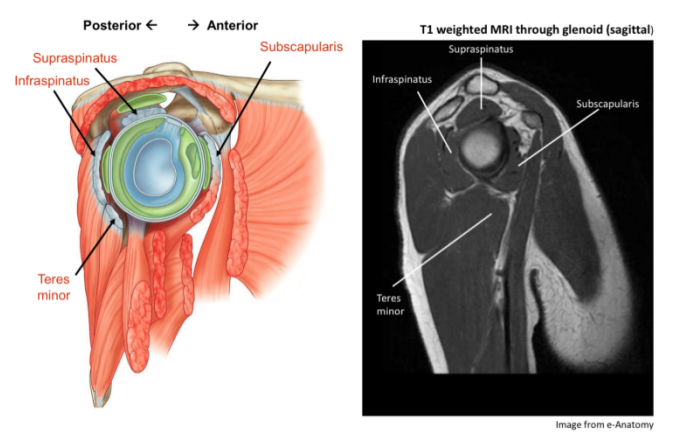 Posterior ← → Anterior
Supraspinatus
Subscapularis
Infraspinatus
Teres
minor
T1 weighted MRI through glenoid (sagittal)
Supraspinatus
Infraspinatus
Subscapularis
Teres
minor
Image from e-Anatomy